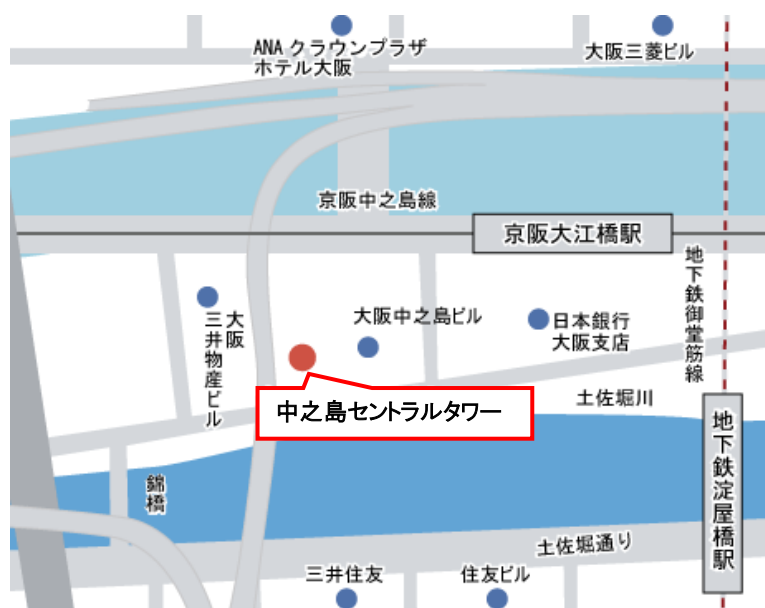 ANA クラウンプラザ
ホテル大阪
大阪三菱ビル
京阪中之島線
京阪大江橋駅
地下鉄御堂筋線
大阪
三井物産ビル
大阪中之島ビル
日本銀行
大阪支店
中之島セントラルタワー
土佐堀川
地下鉄淀屋橋駅
錦橋
土佐堀通り
三井住友
住友ビル